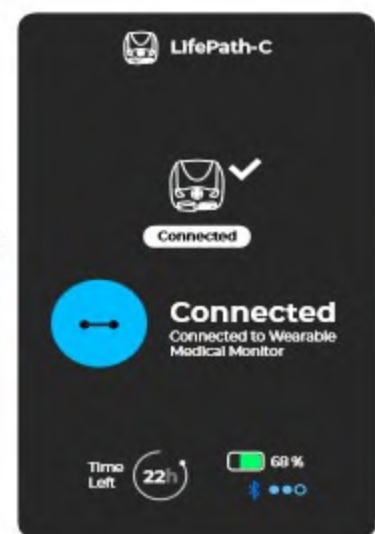 LifePath-C
Connected
Connected
Connected to Wearable
Medical Monitor
Time
Left
22h
68%